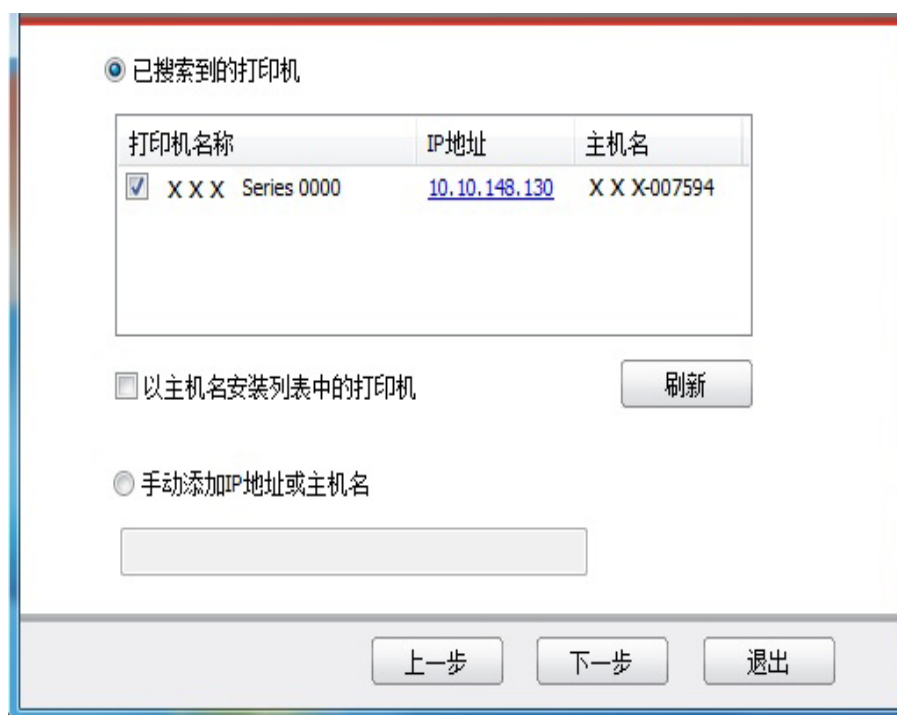 已搜索到的打印机
打印机名称 IP地址 主机名
X X X Series 0000 10.10.148.130 X X X-007594
以主机名安装列表中的打印机 刷新
手动添加IP地址或主机名
上一步 下一步 退出